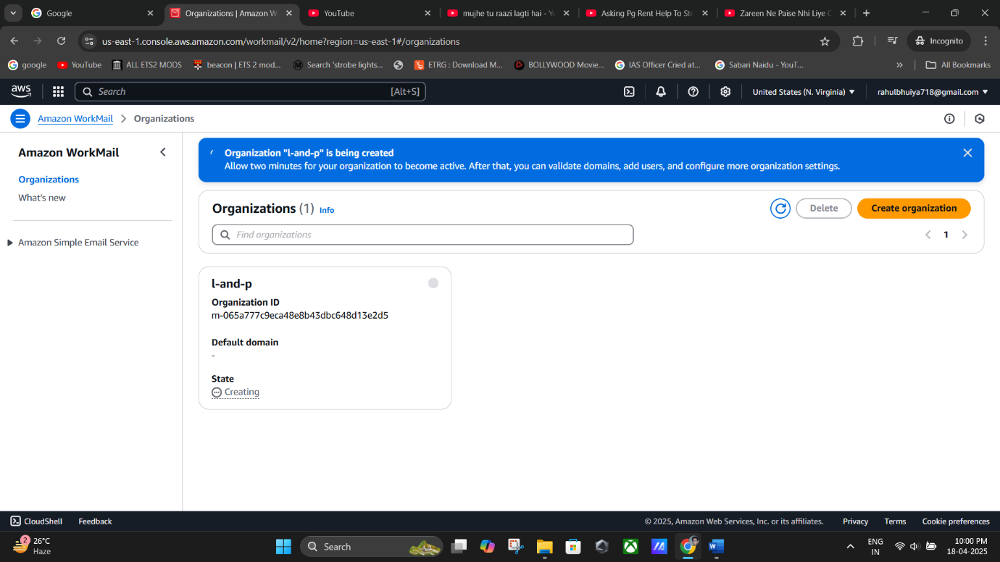 Google
Organizations | Amazon W
YouTube
mujhe tu raazi lagti hai - Yo
Asking Pg Rent Help To Str
Zareen Ne Paise Nhi Liye
us-east-1.console.aws.amazon.com/workmail/v2/home?region=us-east-1#/organizations
Incognito
google
YouTube
ALL ETS2 MODS
beacon | ETS 2 mod...
Search 'strobe lights...
ETRG : Download M...
BOLLYWOOD Movie...
IAS Officer Cried at...
Sabari Naidu - YouT...
All Bookmarks
aws
Search
[Alt+S]
United States (N. Virginia)
rahulbhuiya718@gmail.com
Amazon WorkMail
Organizations
Amazon WorkMail
Organizations
What's new
Amazon Simple Email Service
Organization "l-and-p" is being created
Allow two minutes for your organization to become active. After that, you can validate domains, add users, and configure more organization settings.
Organizations (1) Info
Delete
Create organization
Find organizations
1
l-and-p
Organization ID
m-065a777c9eca48e8b43dbc648d13e2d5
Default domain
-
State
Creating
CloudShell
Feedback
© 2025, Amazon Web Services, Inc. or its affiliates.
Privacy
Terms
Cookie preferences
2
26°C
Haze
Search
ENG
IN
10:00 PM
18-04-2025